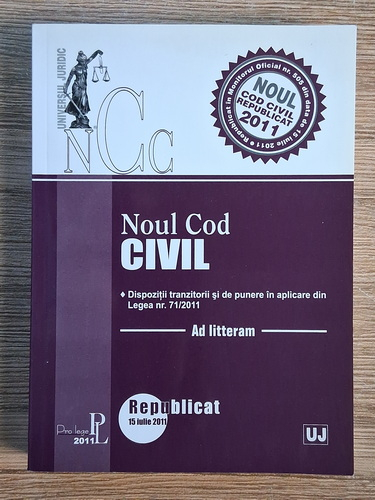 UNIVERSUL JURIDIC
NCC
Republicat în Monitorul Oficial nr. 505 din data de 15 iulie 2011
NOUL
COD CIVIL
REPUBLICAT
2011
Noul Cod
CIVIL
♦ Dispoziții tranzitorii și de punere în aplicare din
Legea nr. 71/2011
Ad litteram
Republicat
15 iulie 2011
Pro lege PL
2011
UJ